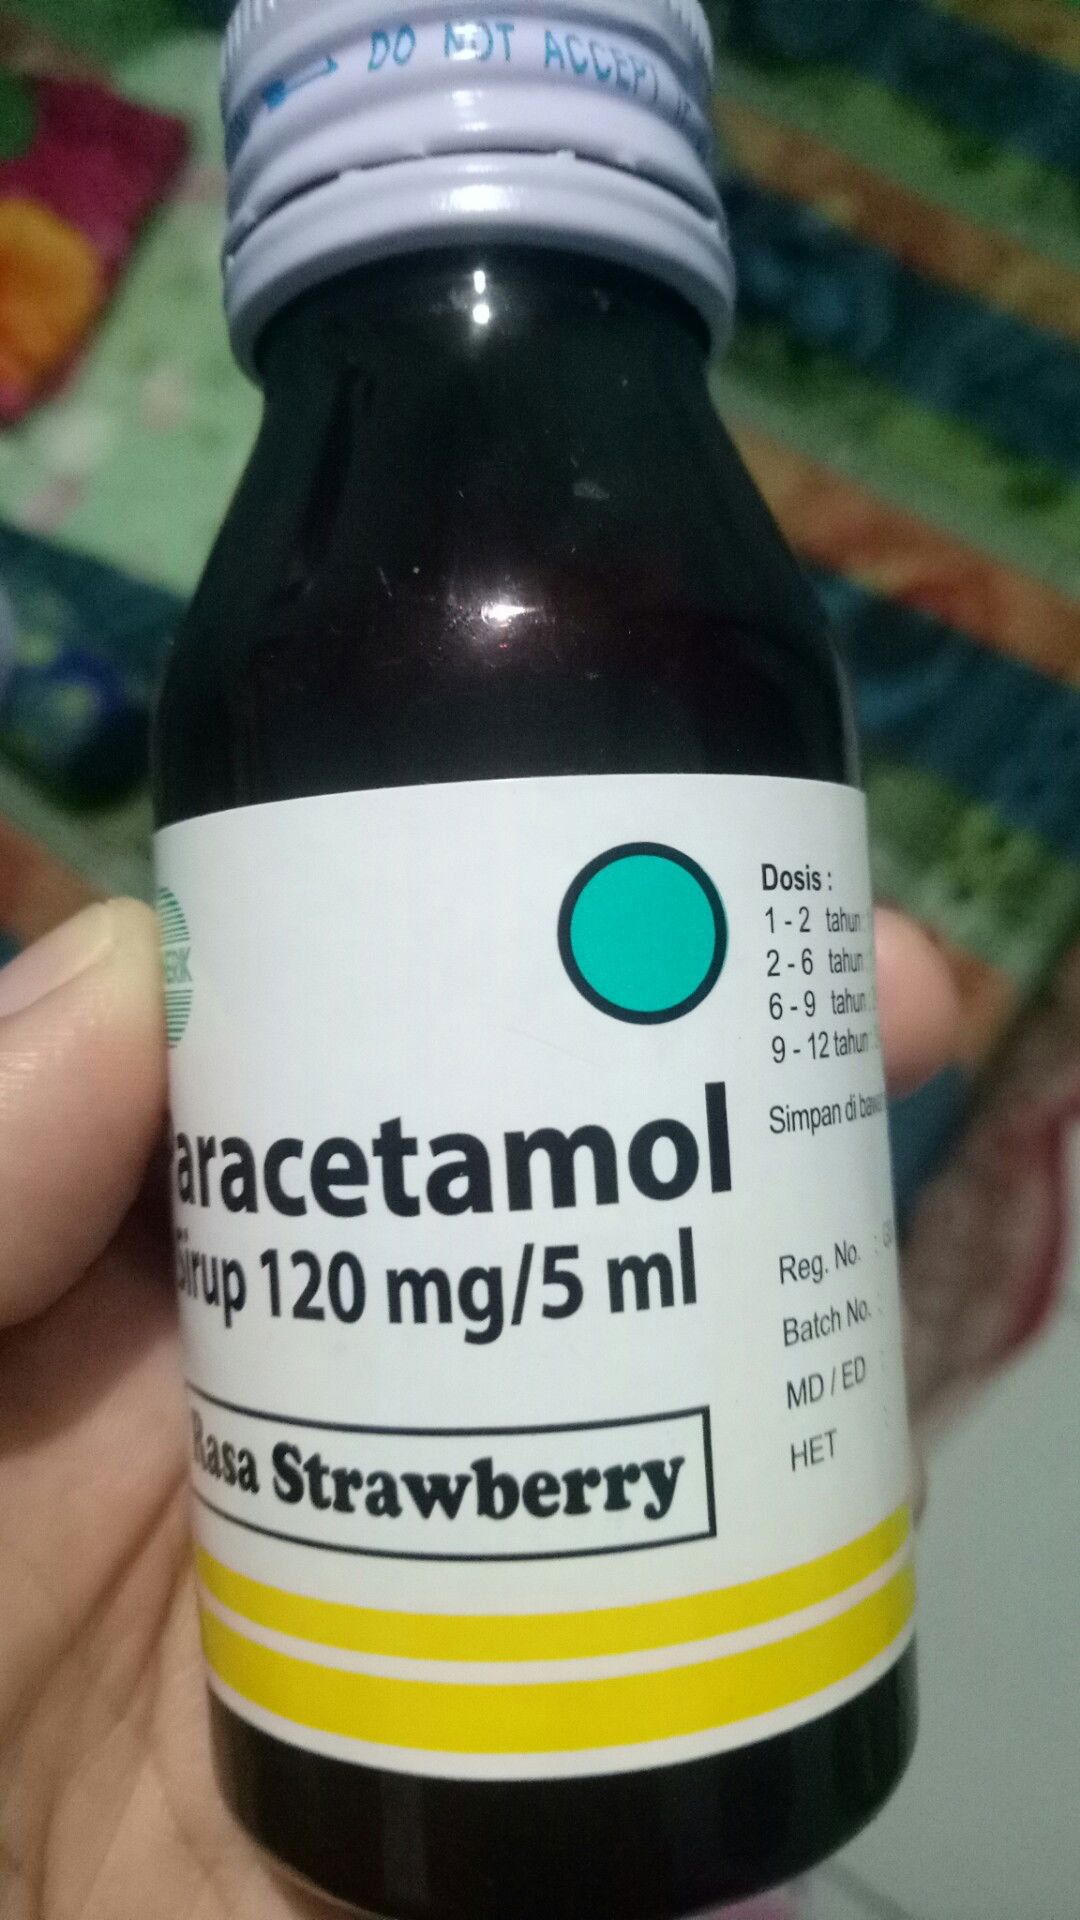 DO NOT ACCEPT
Dosis :
1 - 2 tahun :
2 - 6 tahun
6 - 9 tahun :
9 - 12 tahun :
Simpan di
aracetamol
Sirup 120 mg/5 ml
Rasa Strawberry
Reg. No. :
Batch No. :
MD / ED :
HET :